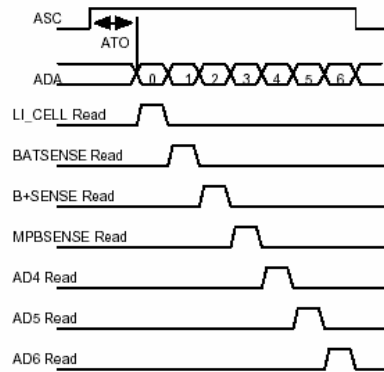 ASC
ATO
ADA 0 1 2 3 4 5 6
LI_CELL Read
BATSENSE Read
B+SENSE Read
MPBSENSE Read
AD4 Read
AD5 Read
AD6 Read